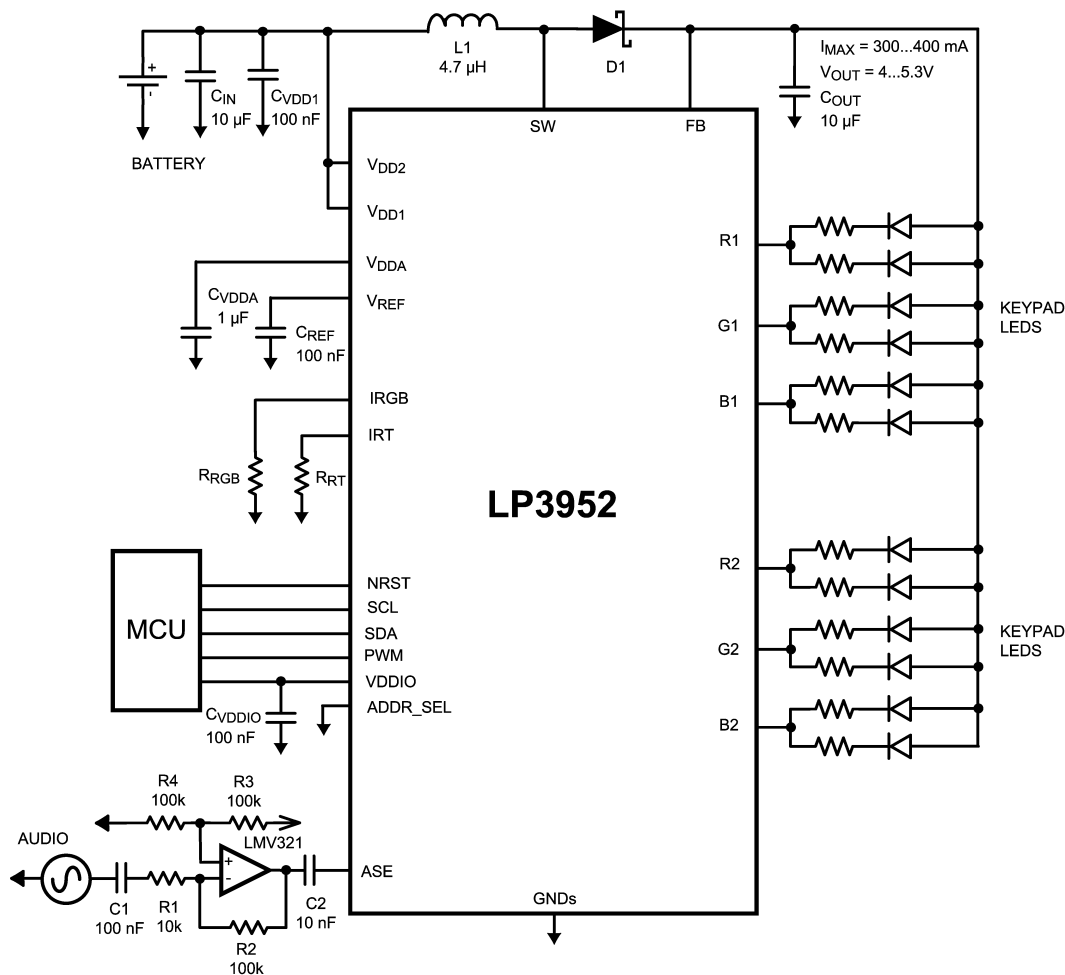 L1
4.7 µH
D1
IMAX = 300...400 mA
VOUT = 4...5.3V
COUT
10 µF
+
-
CIN
10 µF
CVDD1
100 nF
BATTERY
SW
FB
VDD2
VDD1
VDDA
VREF
CVDDA
1 µF
CREF
100 nF
IRGB
IRT
RRGB
RRT
LP3952
R1
G1
B1
KEYPAD
LEDS
R2
G2
B2
KEYPAD
LEDS
MCU
NRST
SCL
SDA
PWM
VDDIO
ADDR_SEL
CVDDIO
100 nF
R4
100k
R3
100k
AUDIO
LMV321
+
-
ASE
C1
100 nF
R1
10k
R2
100k
C2
10 nF
GNDs